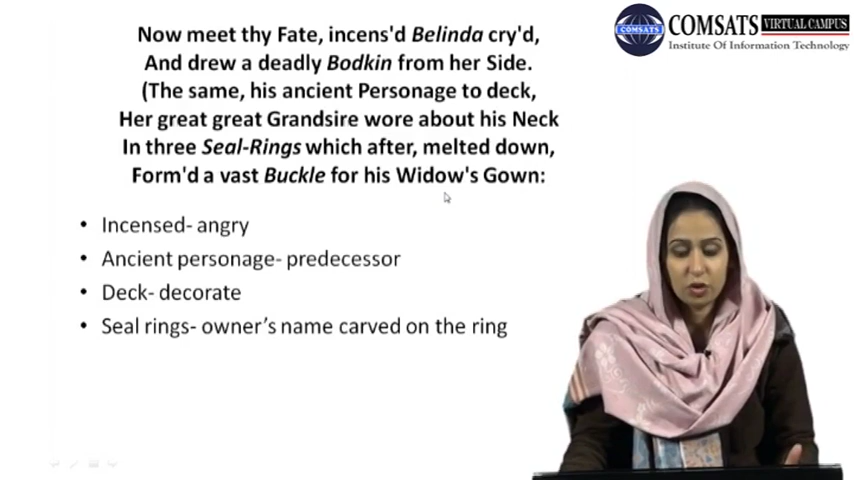 Now meet thy Fate, incens'd Belinda cry'd,
And drew a deadly Bodkin from her Side.
(The same, his ancient Personage to deck,
Her great great Grandsire wore about his Neck
In three Seal-Rings which after, melted down,
Form'd a vast Buckle for his Widow's Gown:
• Incensed- angry
• Ancient personage- predecessor
• Deck- decorate
• Seal rings- owner's name carved on the ring
COMSATS
COMSATS VIRTUAL CAMPUS
Institute Of Information Technology